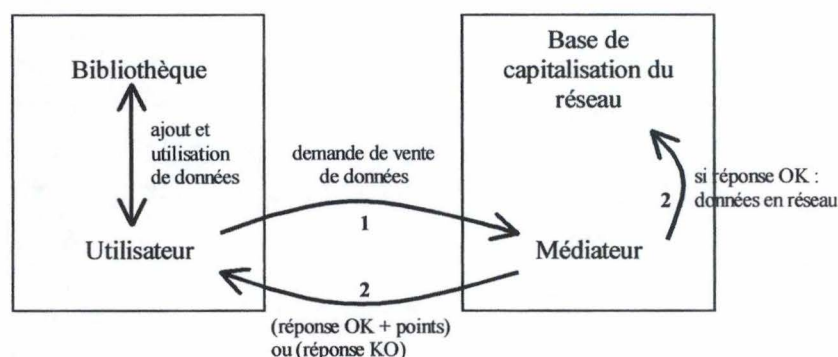 Bibliothèque
ajout et
utilisation
de données
Utilisateur
demande de vente
de données
1
2
(réponse OK + points)
ou (réponse KO)
Base de
capitalisation du
réseau
si réponse OK :
2 données en réseau
Médiateur